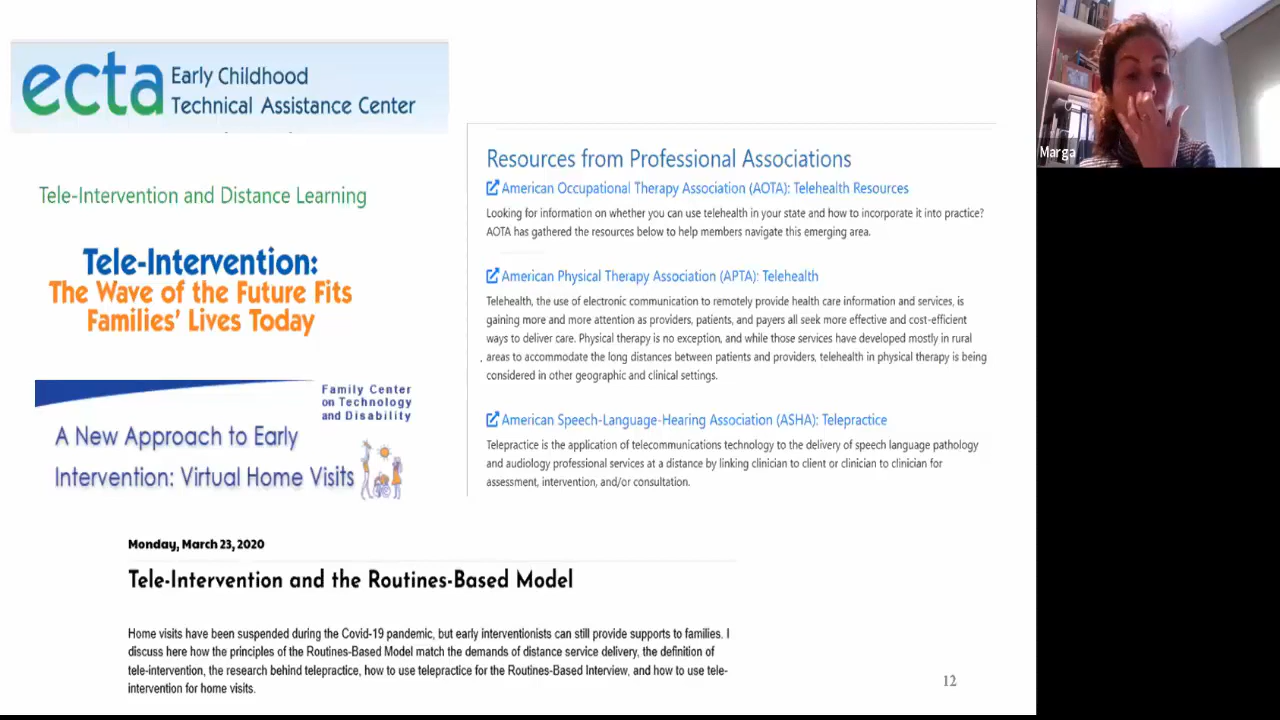 ecta Early Childhood
Technical Assistance Center
Tele-Intervention and Distance Learning
Tele-Intervention:
The Wave of the Future Fits
Families' Lives Today
Family Center
on Technology
and Disability
A New Approach to Early
Intervention: Virtual Home Visits
Resources from Professional Associations
American Occupational Therapy Association (AOTA): Telehealth Resources
Looking for information on whether you can use telehealth in your state and how to incorporate it into practice?
AOTA has gathered the resources below to help members navigate this emerging area.
American Physical Therapy Association (APTA): Telehealth
Telehealth, the use of electronic communication to remotely provide health care information and services, is
gaining more and more attention as providers, patients, and payers all seek more effective and cost-efficient
ways to deliver care. Physical therapy is no exception, and while those services have developed mostly in rural
areas to accommodate the long distances between patients and providers, telehealth in physical therapy is being
considered in other geographic and clinical settings.
American Speech-Language-Hearing Association (ASHA): Telepractice
Telepractice is the application of telecommunications technology to the delivery of speech language pathology
and audiology professional services at a distance by linking clinician to client or clinician to clinician for
assessment, intervention, and/or consultation.
Monday, March 23, 2020
Tele-Intervention and the Routines-Based Model
Home visits have been suspended during the Covid-19 pandemic, but early interventionists can still provide supports to families. I
discuss here how the principles of the Routines-Based Model match the demands of distance service delivery, the definition of
tele-intervention, the research behind telepractice, how to use telepractice for the Routines-Based Interview, and how to use tele-
intervention for home visits.
12
Marga